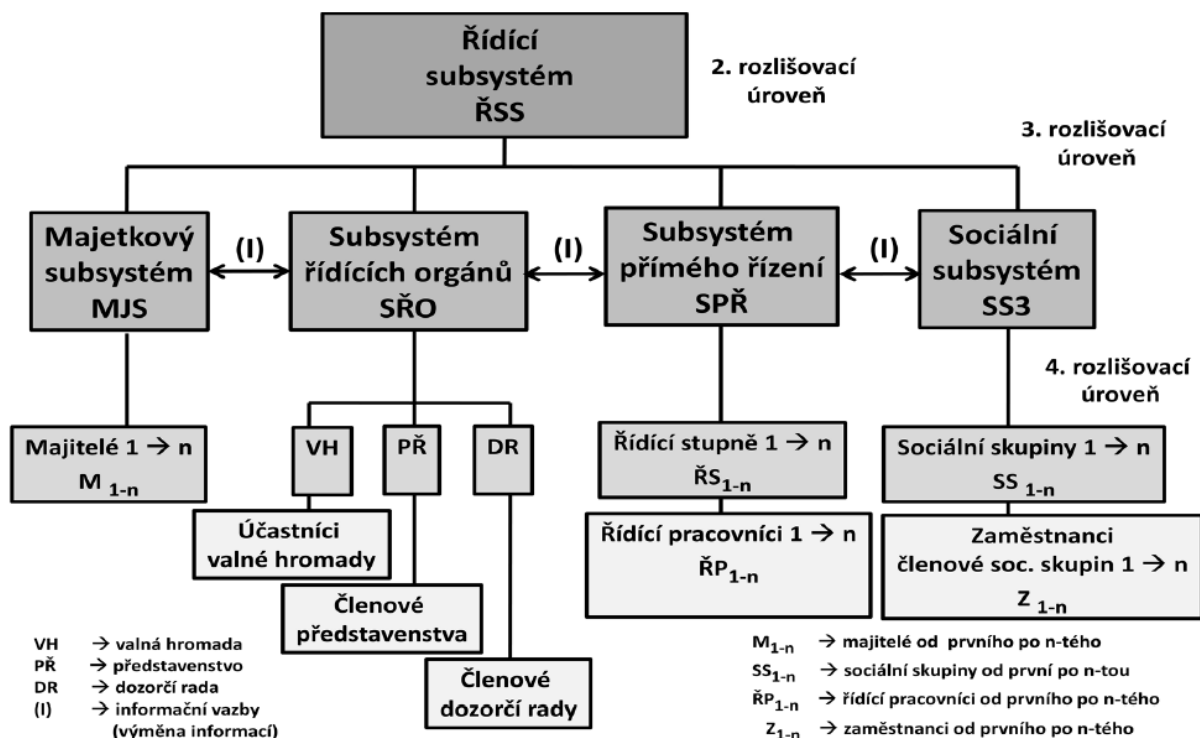 Řídící
subsystém
ŘSS
2. rozlišovací
úroveň
3. rozlišovací
úroveň
Majetkový
subsystém
MJS
(I)
Subsystém
řídících orgánů
SŘO
(I)
Subsystém
přímého řízení
SPŘ
(I)
Sociální
subsystém
SS3
4. rozlišovací
úroveň
Majitelé 1 → n
M 1-n
VH
PŘ
DR
Řídící stupně 1 → n
ŘS1-n
Sociální skupiny 1 → n
SS 1-n
Účastníci
valné hromady
Členové
představenstva
Členové
dozorčí rady
Řídící pracovníci 1 → n
ŘP1-n
Zaměstnanci
členové soc. skupin 1 → n
Z 1-n
VH → valná hromada
PŘ → představenstvo
DR → dozorčí rada
(I) → informační vazby
(výměna informací)
M1-n → majitelé od prvního po n-tého
SS1-n → sociální skupiny od první po n-tou
ŘP1-n → řídící pracovníci od prvního po n-tého
Z1-n → zaměstnanci od prvního po n-tého